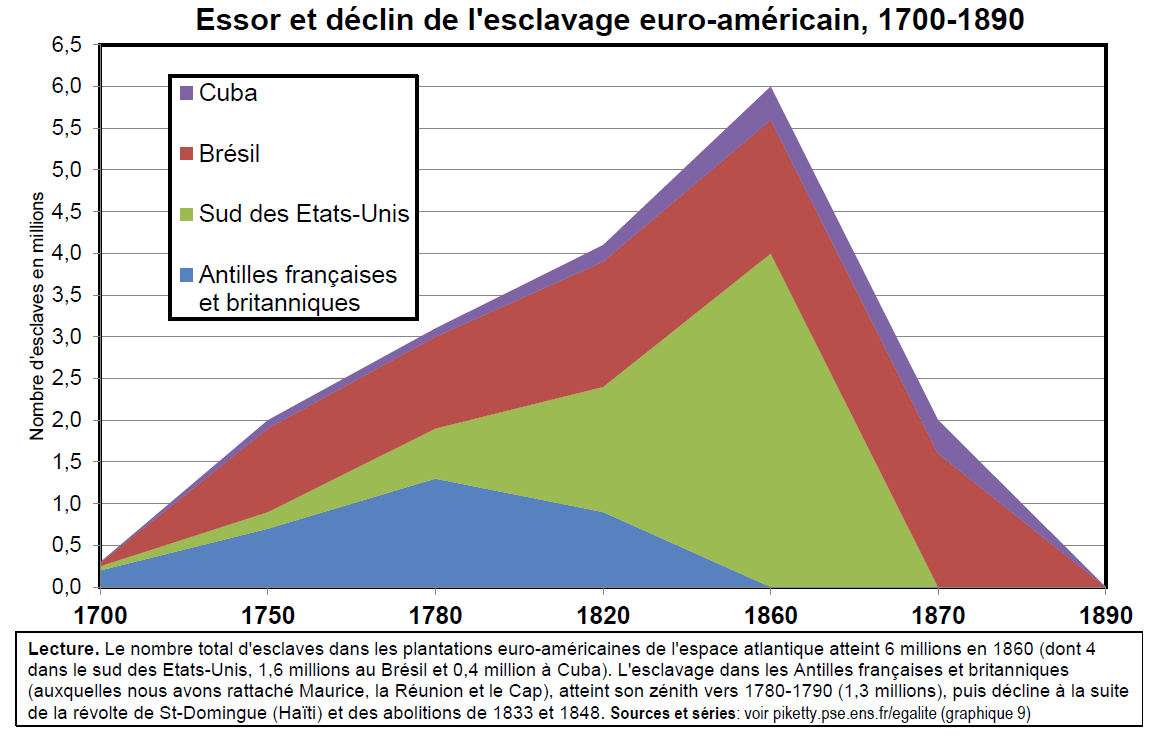 Essor et déclin de l'esclavage euro-américain, 1700-1890
Nombre d'esclaves en millions
6,5
6,0
5,5
5,0
4,5
4,0
3,5
3,0
2,5
2,0
1,5
1,0
0,5
0,0
Cuba
Brésil
Sud des Etats-Unis
Antilles françaises
et britanniques
1700 1750 1780 1820 1860 1870 1890
Lecture. Le nombre total d'esclaves dans les plantations euro-américaines de l'espace atlantique atteint 6 millions en 1860 (dont 4
dans le sud des Etats-Unis, 1,6 millions au Brésil et 0,4 million à Cuba). L'esclavage dans les Antilles françaises et britanniques
(auxquelles nous avons rattaché Maurice, la Réunion et le Cap), atteint son zénith vers 1780-1790 (1,3 millions), puis décline à la suite
de la révolte de St-Domingue (Haïti) et des abolitions de 1833 et 1848. Sources et séries: voir piketty.pse.ens.fr/egalite (graphique 9)